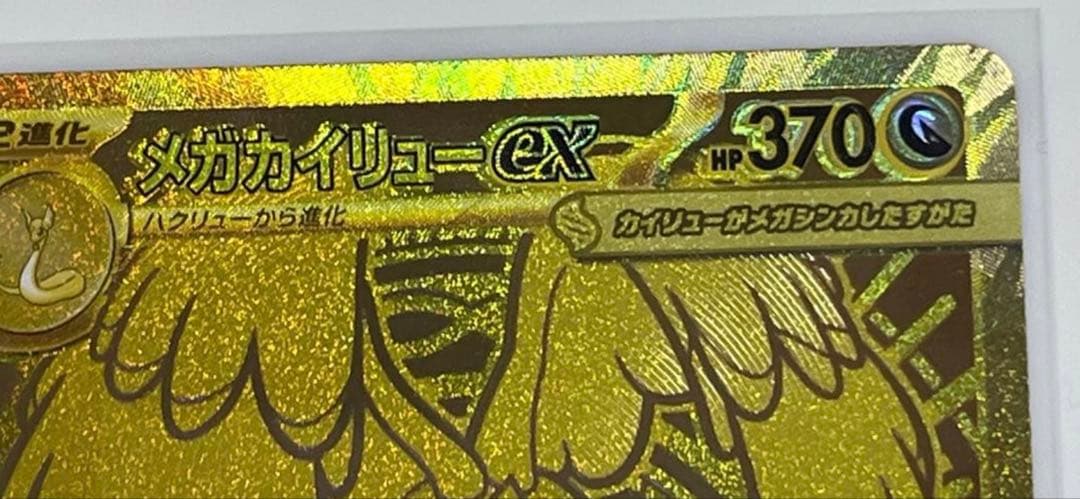 2進化
メガカイリューex
HP370
ハクリューから進化
カイリューがメガシンカしたすがた